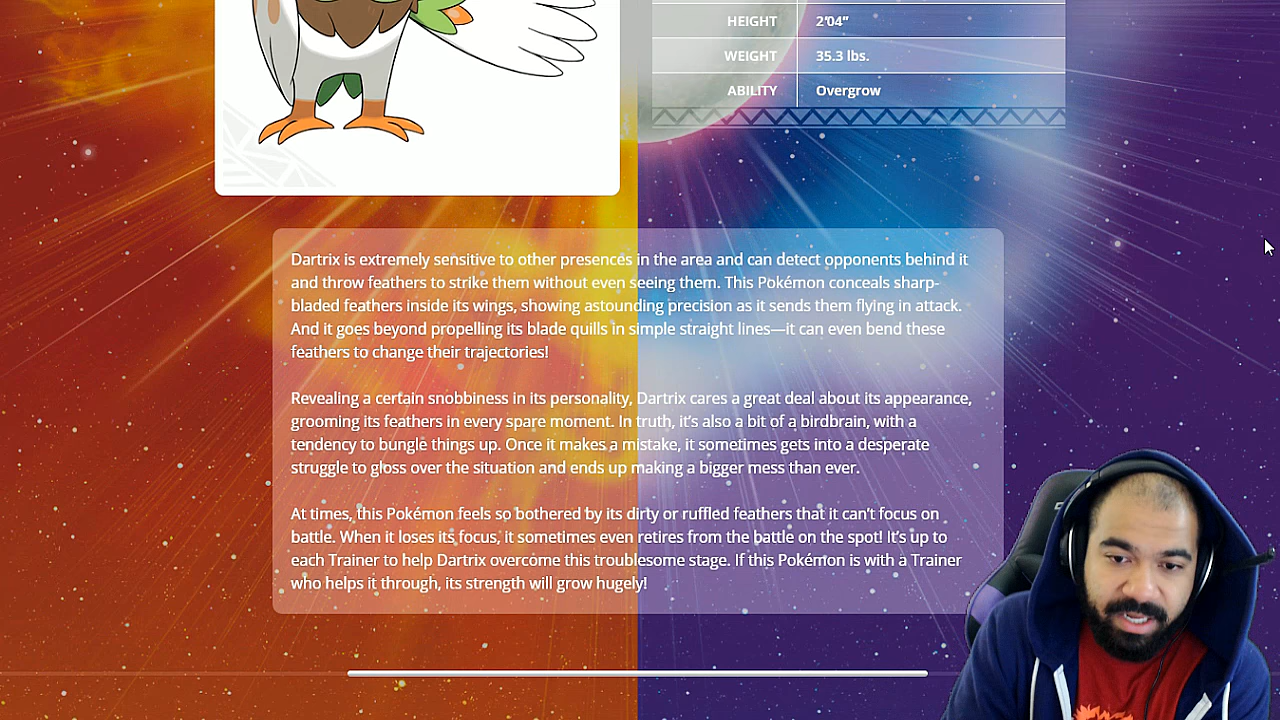 HEIGHT 2'04"
WEIGHT 35.3 lbs.
ABILITY Overgrow
Dartrix is extremely sensitive to other presences in the area and can detect opponents behind it
and throw feathers to strike them without even seeing them. This Pokémon conceals sharp-
bladed feathers inside its wings, showing astounding precision as it sends them flying in attack.
And it goes beyond propelling its blade quills in simple straight lines—it can even bend these
feathers to change their trajectories!
Revealing a certain snobbiness in its personality, Dartrix cares a great deal about its appearance,
grooming its feathers in every spare moment. In truth, it's also a bit of a birdbrain, with a
tendency to bungle things up. Once it makes a mistake, it sometimes gets into a desperate
struggle to gloss over the situation and ends up making a bigger mess than ever.
At times, this Pokémon feels so bothered by its dirty or ruffled feathers that it can't focus on
battle. When it loses its focus, it sometimes even retires from the battle on the spot! It's up to
each Trainer to help Dartrix overcome this troublesome stage. If this Pokémon is with a Trainer
who helps it through, its strength will grow hugely!